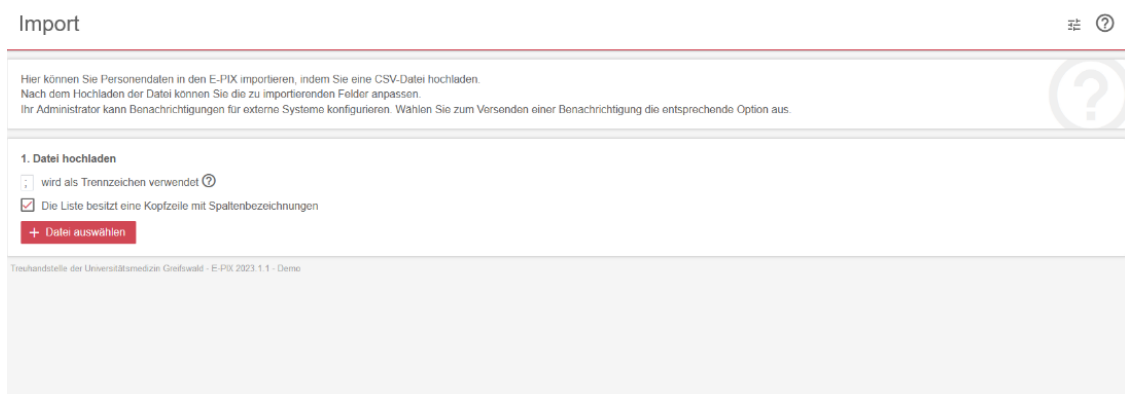 Import
Hier können Sie Personendaten in den E-PIX importieren, indem Sie eine CSV-Datei hochladen.
Nach dem Hochladen der Datei können Sie die zu importierenden Felder anpassen.
Ihr Administrator kann Benachrichtigungen für externe Systeme konfigurieren. Wählen Sie zum Versenden einer Benachrichtigung die entsprechende Option aus.
1. Datei hochladen
; wird als Trennzeichen verwendet
Die Liste besitzt eine Kopfzeile mit Spaltenbezeichnungen
+ Datei auswählen
Treuhandstelle der Universitätsmedizin Greifswald - E-PIX 2023.1.1 - Demo